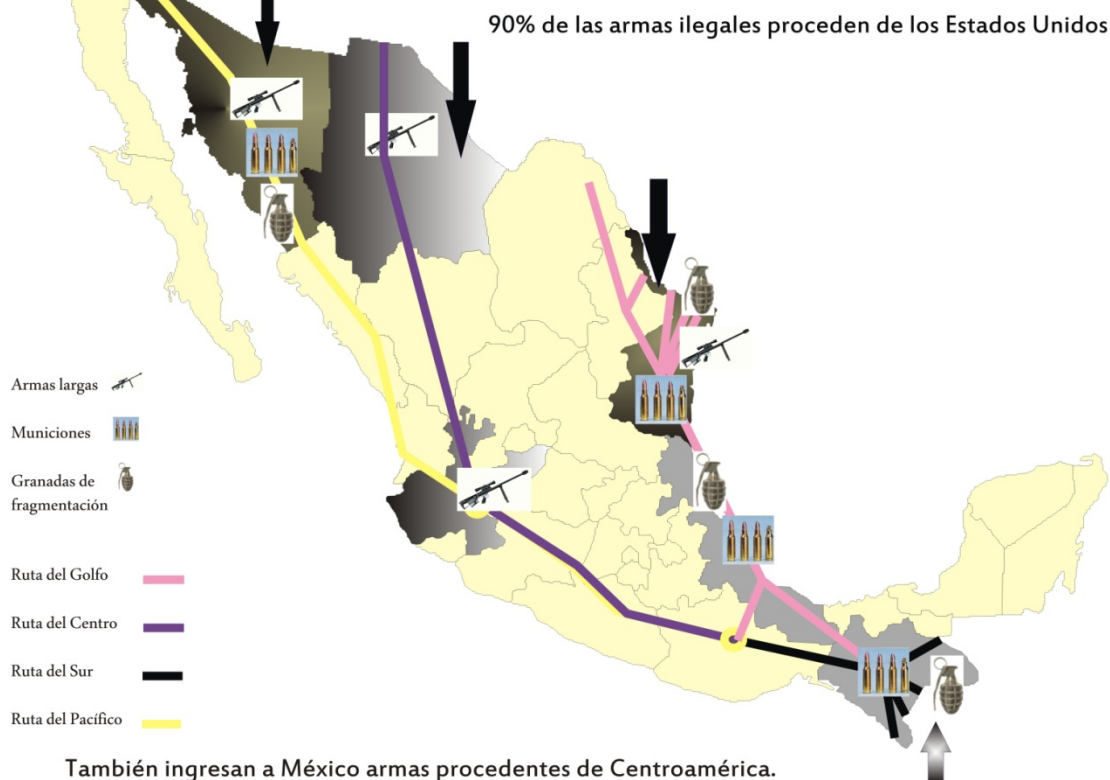 90% de las armas ilegales proceden de los Estados Unidos
Armas largas
Municiones
Granadas de
fragmentación
Ruta del Golfo
Ruta del Centro
Ruta del Sur
Ruta del Pacífico
También ingresan a México armas procedentes de Centroamérica.